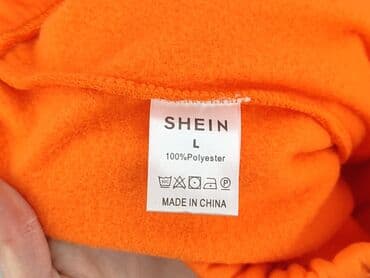 SHEIN
L
100%Polyester
MADE IN CHINA